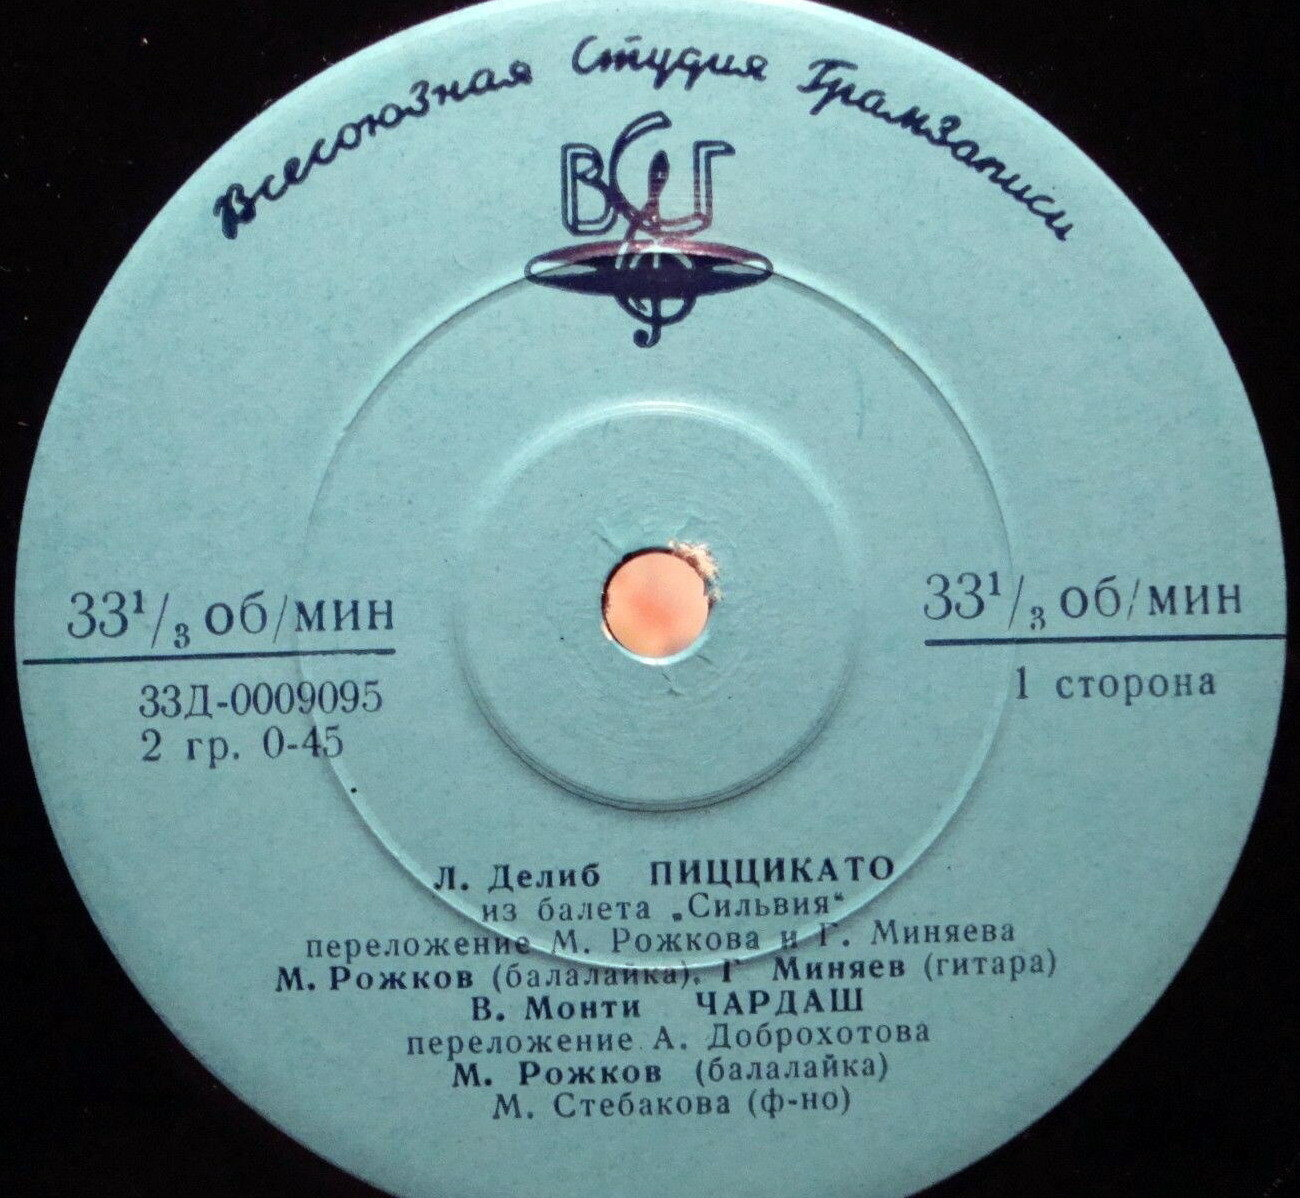 Всесоюзная Студия Грамзаписи
ВСГ
33¹/₃ об/мин
33¹/₃ об/мин
33Д-0009095
1 сторона
2 гр. 0-45
Л. Делиб ПИЦЦИКАТО
из балета „Сильвия“
переложение М. Рожкова и Г. Миняева
М. Рожков (балалайка), Г Миняев (гитара)
В. Монти ЧАРДАШ
переложение А. Доброхотова
М. Рожков (балалайка)
М. Стебакова (ф-но)